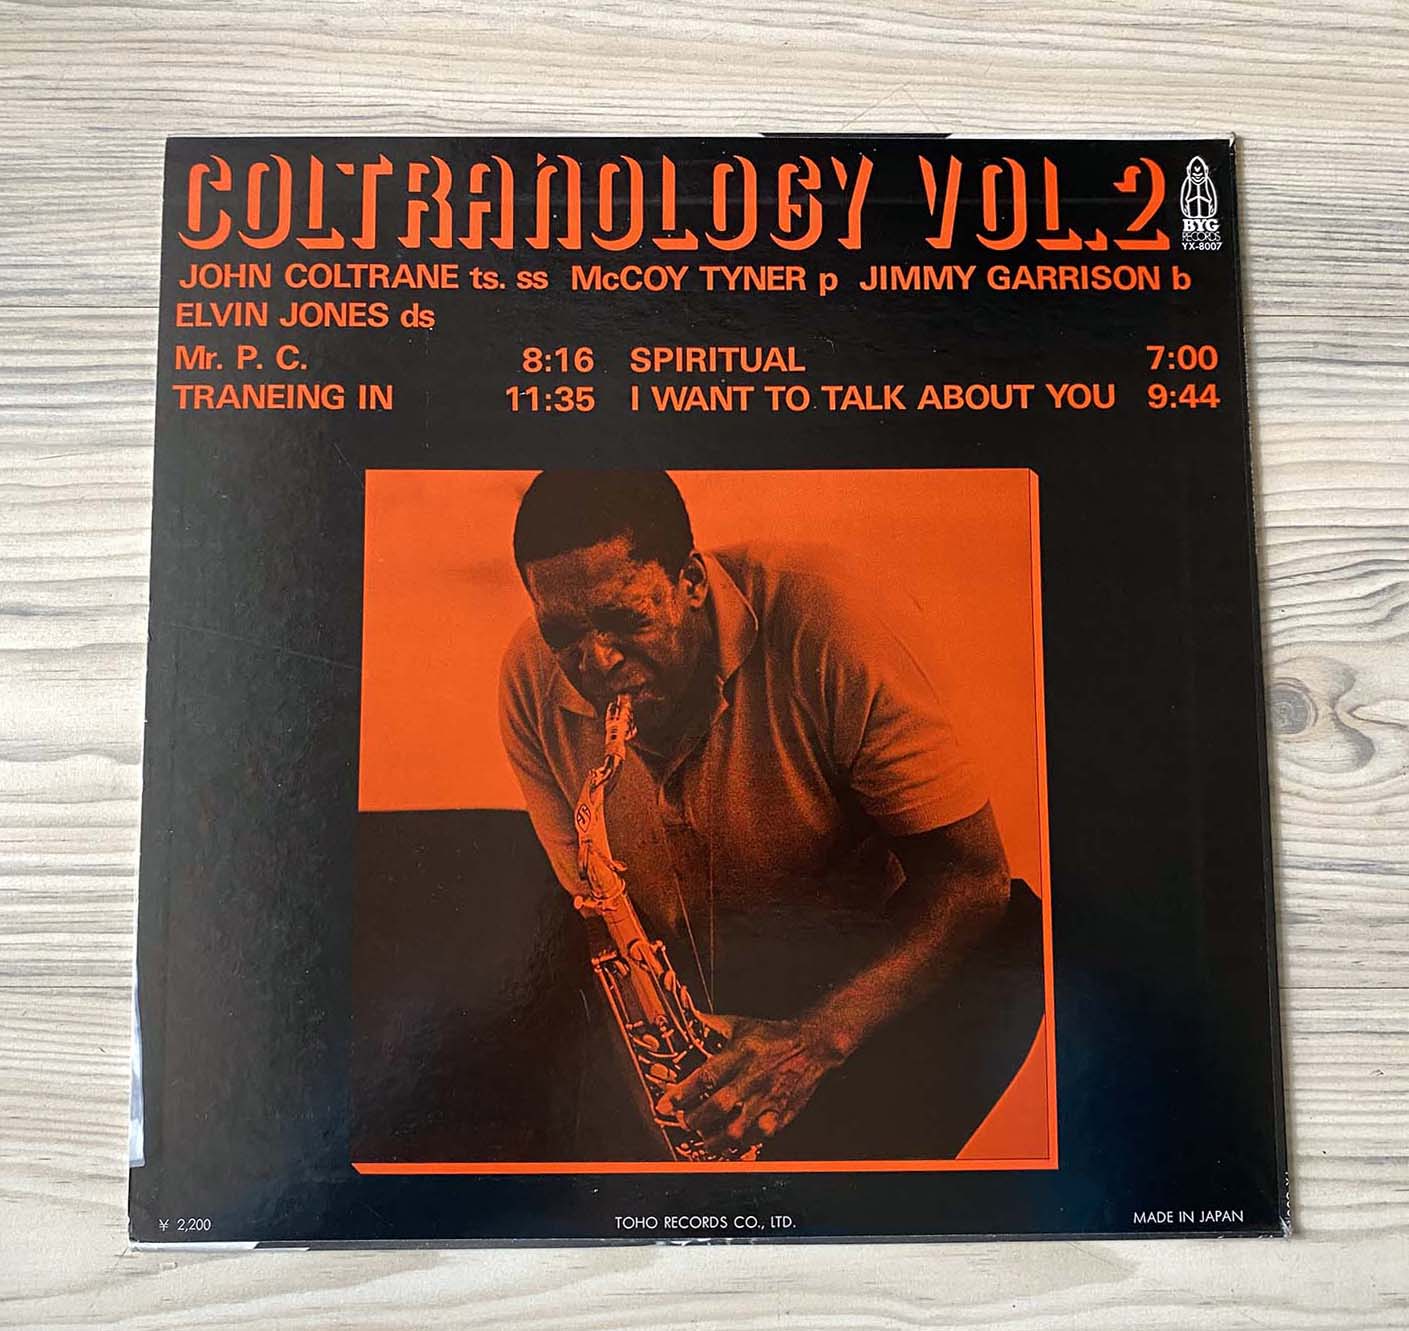 COLTRANOLOGY VOL.2
BYG
RECORDS
YX-8007
JOHN COLTRANE ts. ss McCOY TYNER p JIMMY GARRISON b
ELVIN JONES ds
Mr. P. C. 8:16 SPIRITUAL 7:00
TRANEING IN 11:35 I WANT TO TALK ABOUT YOU 9:44
¥ 2,200 TOHO RECORDS CO., LTD. MADE IN JAPAN